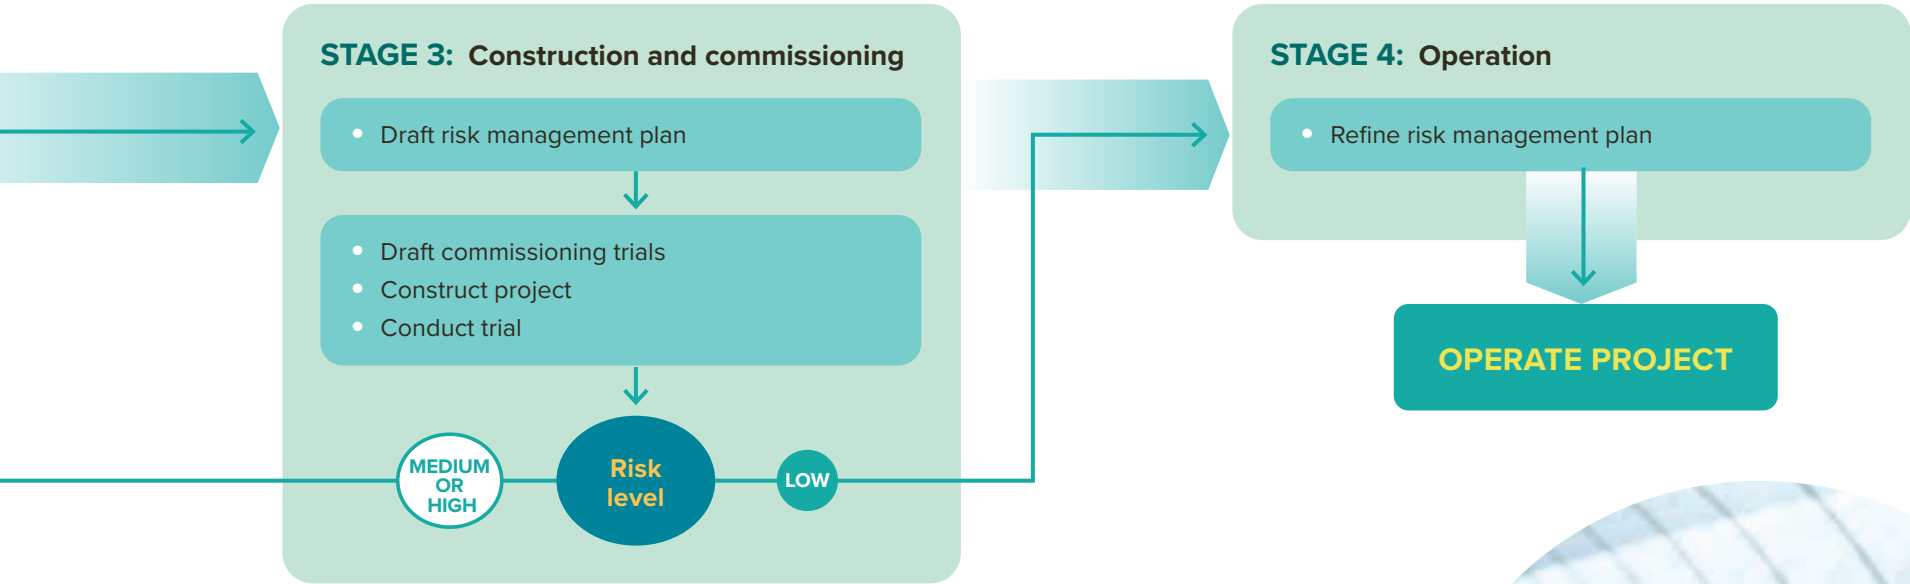 STAGE 3: Construction and commissioning
• Draft risk management plan
• Draft commissioning trials
• Construct project
• Conduct trial
MEDIUM
OR
HIGH
Risk
level
LOW
STAGE 4: Operation
• Refine risk management plan
OPERATE PROJECT